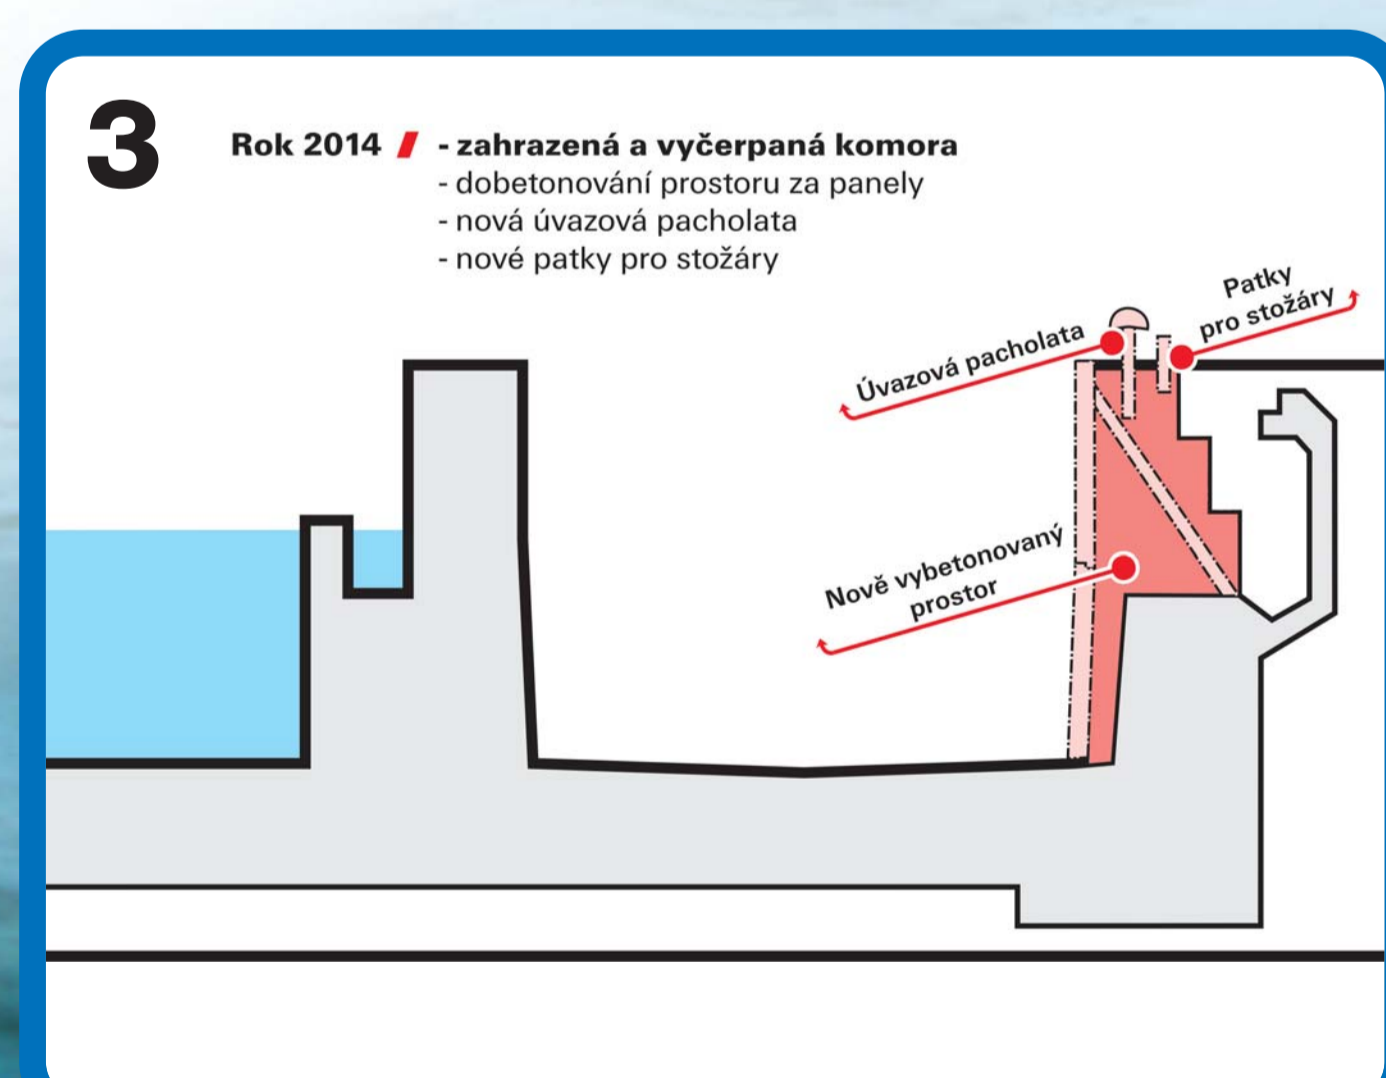 3
Rok 2014 - zahrazená a vyčerpaná komora
- dobetonování prostoru za panely
- nová úvazová pacholata
- nové patky pro stožáry
Patky
pro stožáry
Úvazová pacholata
Nově vybetonovaný
prostor